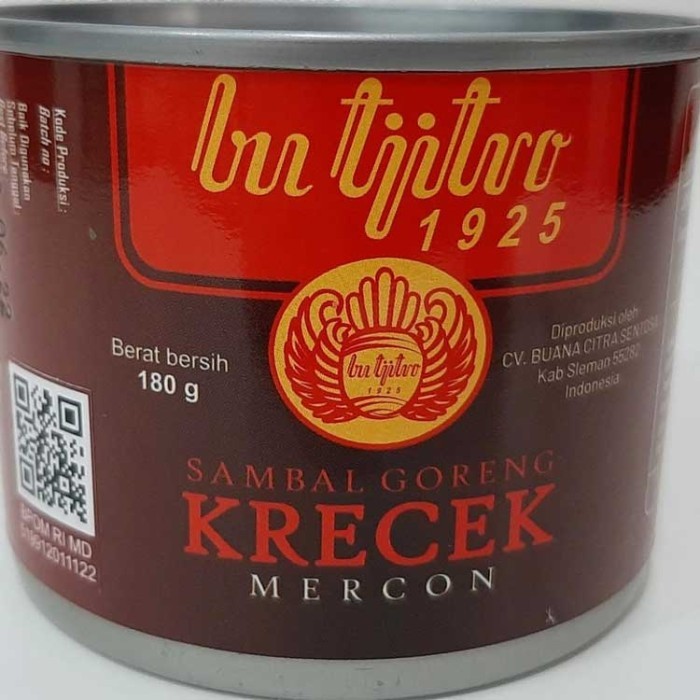 bu tjitro
1925
bu tjitro
1925
Berat bersih
180 g
Diproduksi oleh
CV. BUANA CITRA SENTOSA
Kab Sleman 55282
Indonesia
SAMBAL GORENG
KRECEK
MERCON
Kode Produksi :
Batch no :
Baik Digunakan
Sebelum Tanggal :
BPOM RI MD